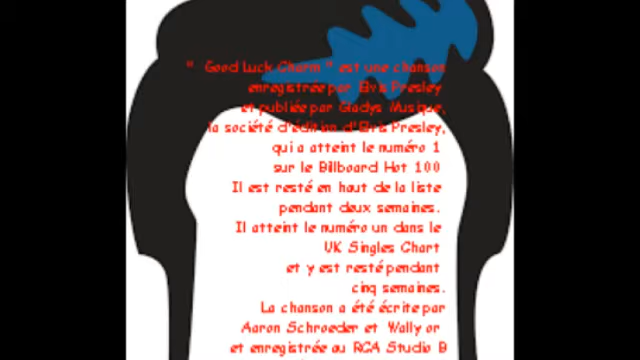 " Good Luck Charm " est une chanson
enregistrée par Elvis Presley
et publiée par Gladys Musique,
la société d'édition d'Elvis Presley,
qui a atteint le numéro 1
sur le Billboard Hot 100
Il est resté en haut de la liste
pendant deux semaines.
Il atteint le numéro un dans le
UK Singles Chart
et y est resté pendant
cinq semaines.
La chanson a été écrite par
Aaron Schroeder et Wally or
et enregistrée au RCA Studio B